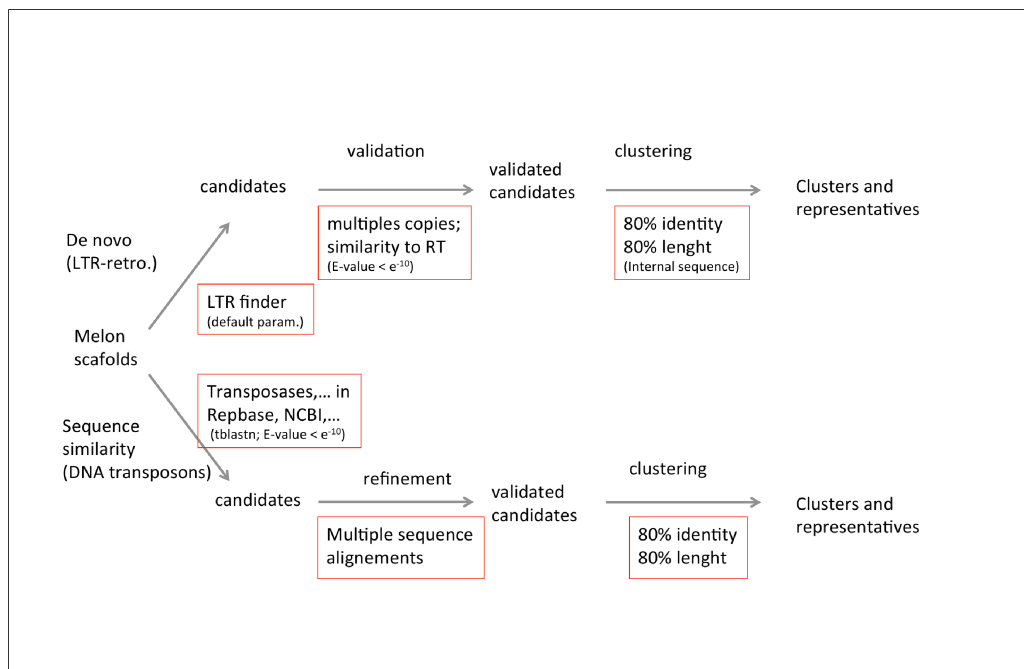 validation
clustering
candidates
validated
candidates
Clusters and
representatives
multiples copies;
similarity to RT
(E-value < e-10)
80% identity
80% lenght
(Internal sequence)
De novo
(LTR-retro.)
LTR finder
(default param.)
Melon
scafolds
Transposases,... in
Repbase, NCBI,...
(tblastn; E-value < e-10)
Sequence
similarity
(DNA transposons)
candidates
refinement
validated
candidates
clustering
Clusters and
representatives
Multiple sequence
alignements
80% identity
80% lenght